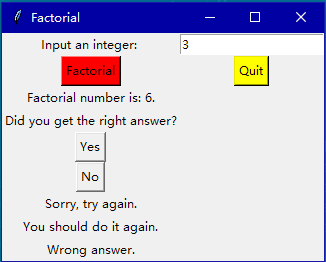 Factorial
Input an integer: 3
Factorial Quit
Factorial number is: 6.
Did you get the right answer?
Yes
No
Sorry, try again.
You should do it again.
Wrong answer.